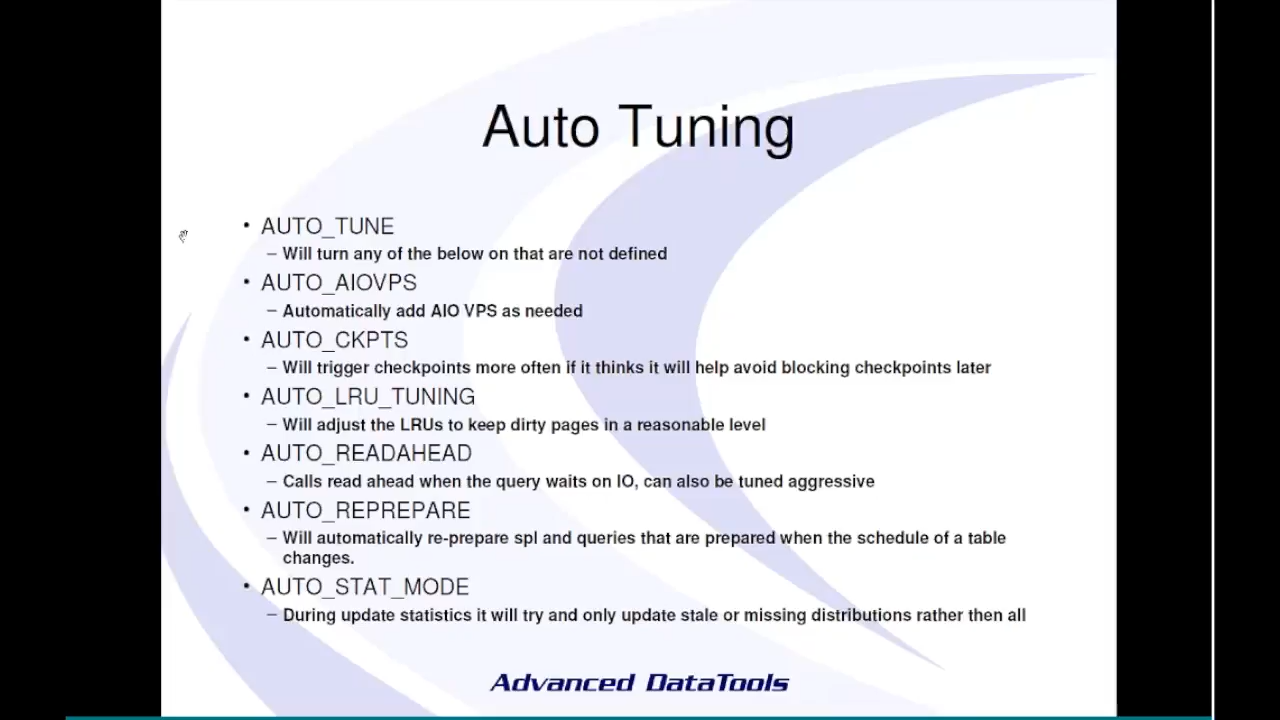 Auto Tuning
• AUTO_TUNE
– Will turn any of the below on that are not defined
• AUTO_AIOVPS
– Automatically add AIO VPS as needed
• AUTO_CKPTS
– Will trigger checkpoints more often if it thinks it will help avoid blocking checkpoints later
• AUTO_LRU_TUNING
– Will adjust the LRUs to keep dirty pages in a reasonable level
• AUTO_READAHEAD
– Calls read ahead when the query waits on IO, can also be tuned aggressive
• AUTO_REPREPARE
– Will automatically re-prepare spl and queries that are prepared when the schedule of a table
changes.
• AUTO_STAT_MODE
– During update statistics it will try and only update stale or missing distributions rather then all
Advanced DataTools